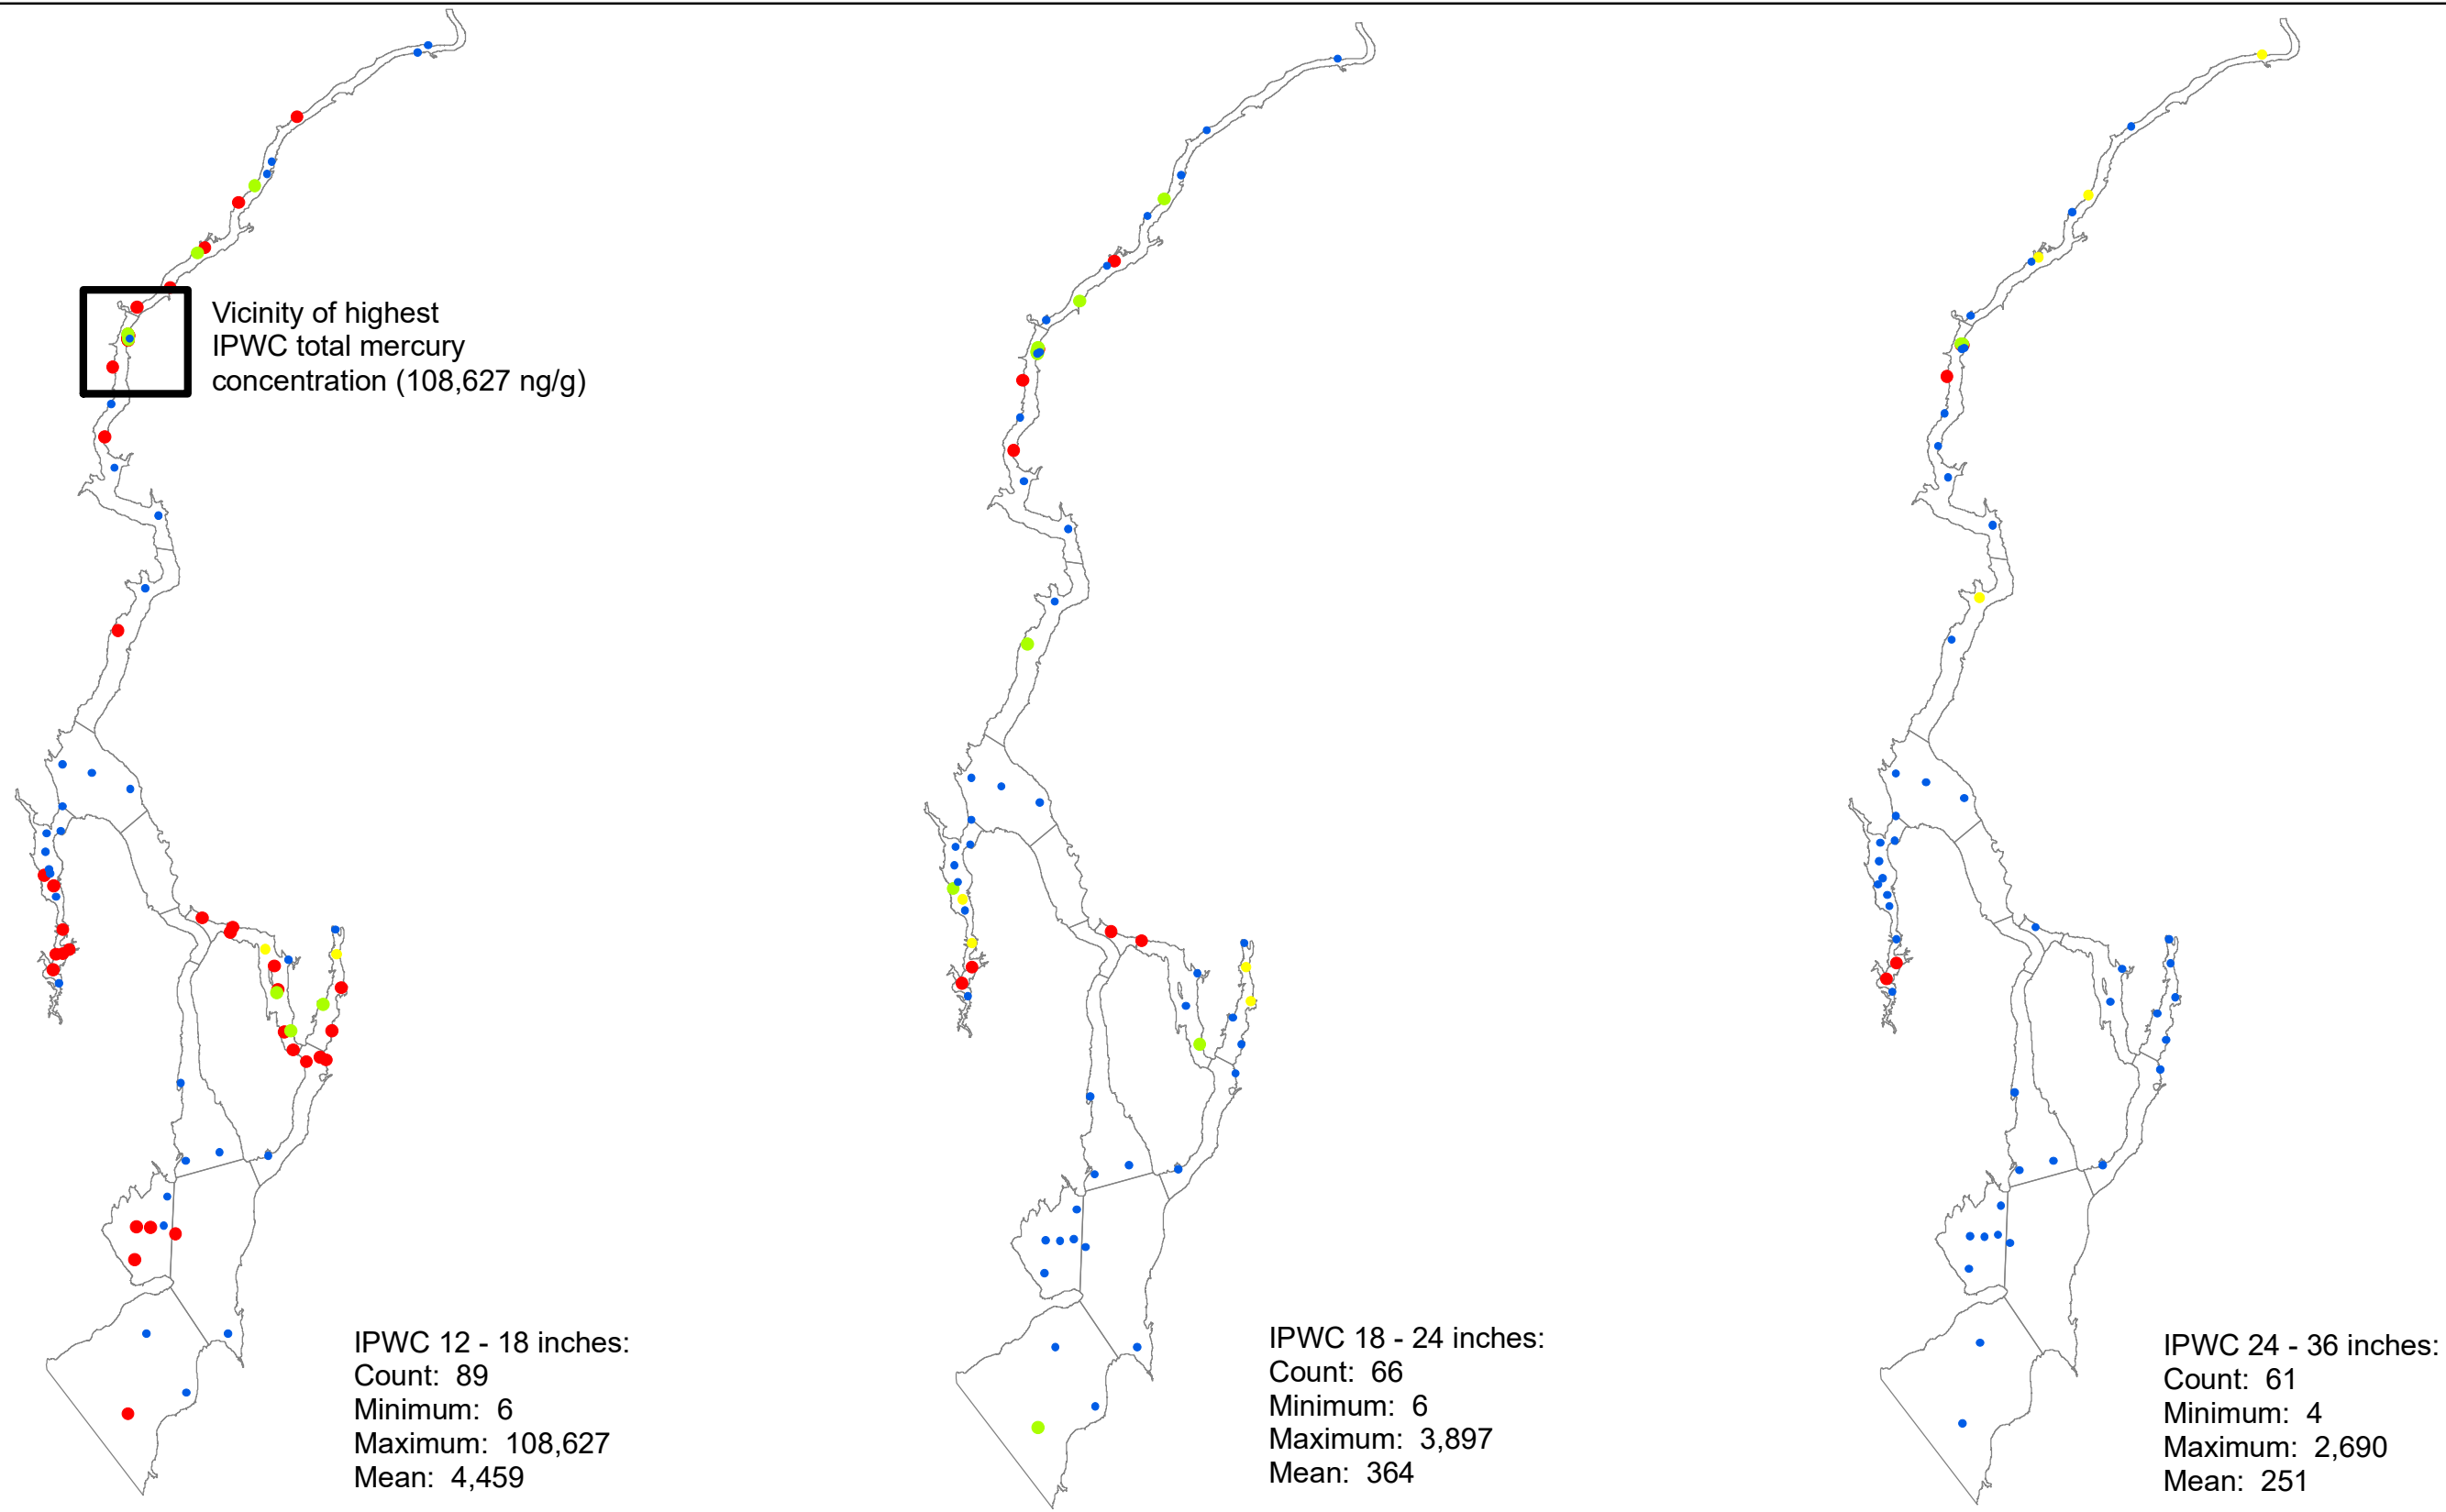 Vicinity of highest
IPWC total mercury
concentration (108,627 ng/g)
IPWC 12 - 18 inches:
Count:  89
Minimum:  6
Maximum:  108,627
Mean:  4,459
IPWC 18 - 24 inches:
Count:  66
Minimum:  6
Maximum:  3,897
Mean:  364
IPWC 24 - 36 inches:
Count:  61
Minimum:  4
Maximum:  2,690
Mean:  251